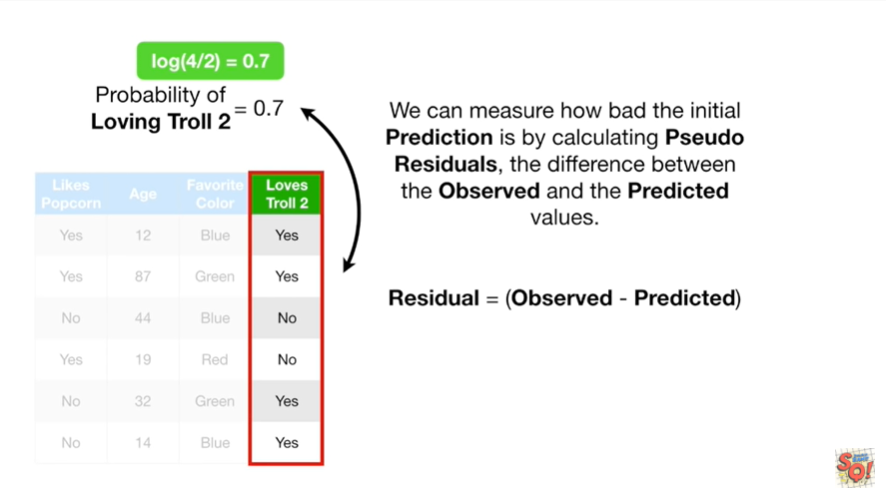 log(4/2) = 0.7
Probability of
Loving Troll 2 = 0.7
We can measure how bad the initial
Prediction is by calculating Pseudo
Residuals, the difference between
the Observed and the Predicted
values.
Residual = (Observed - Predicted)
Likes Popcorn Age Favorite Color Loves Troll 2
Yes 12 Blue Yes
Yes 87 Green Yes
No 44 Blue No
Yes 19 Red No
No 32 Green Yes
No 14 Blue Yes
SQ!